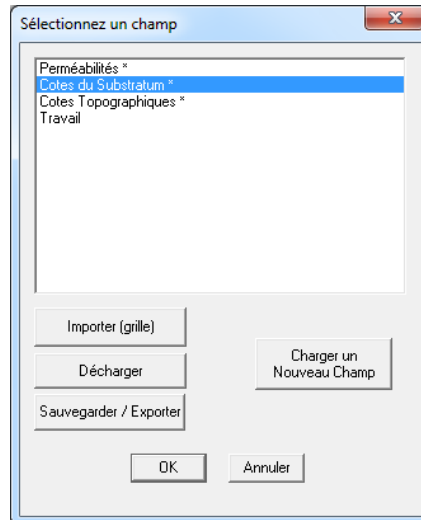 Sélectionnez un champ
Perméabilités *
Cotes du Substratum *
Cotes Topographiques *
Travail
Importer (grille)
Décharger
Charger un
Nouveau Champ
Sauvegarder / Exporter
OK
Annuler